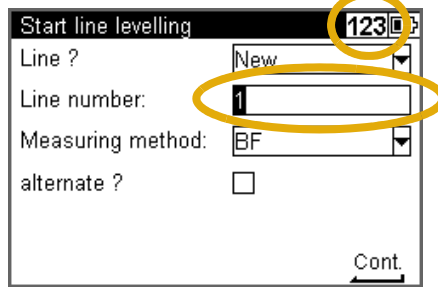 Start line levelling 123
Line ? New
Line number: 1
Measuring method: BF
alternate ?
Cont.